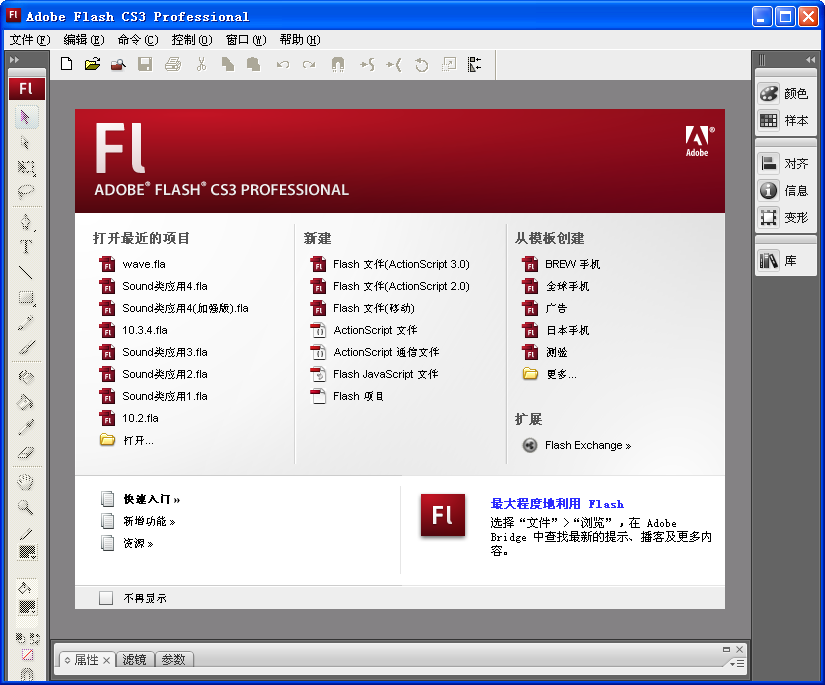 Fl Adobe Flash CS3 Professional
文件(F) 编辑(E) 命令(C) 控制(O) 窗口(W) 帮助(H)
Fl
Fl
Adobe
ADOBE® FLASH® CS3 PROFESSIONAL
打开最近的项目
wave.fla
Sound类应用4.fla
Sound类应用4(加强版).fla
10.3.4.fla
Sound类应用3.fla
Sound类应用2.fla
Sound类应用1.fla
10.2.fla
打开...
新建
Flash 文件(ActionScript 3.0)
Flash 文件(ActionScript 2.0)
Flash 文件(移动)
ActionScript 文件
ActionScript 通信文件
Flash JavaScript 文件
Flash 项目
从模板创建
BREW 手机
全球手机
广告
日本手机
测验
更多...
扩展
Flash Exchange »
快速入门 »
新增功能 »
资源 »
Fl
最大程度地利用 Flash
选择“文件”>“浏览”，在 Adobe
Bridge 中查找最新的提示、播客及更多内
容。
不再显示
颜色
样本
对齐
信息
变形
库
属性 × 滤镜 参数